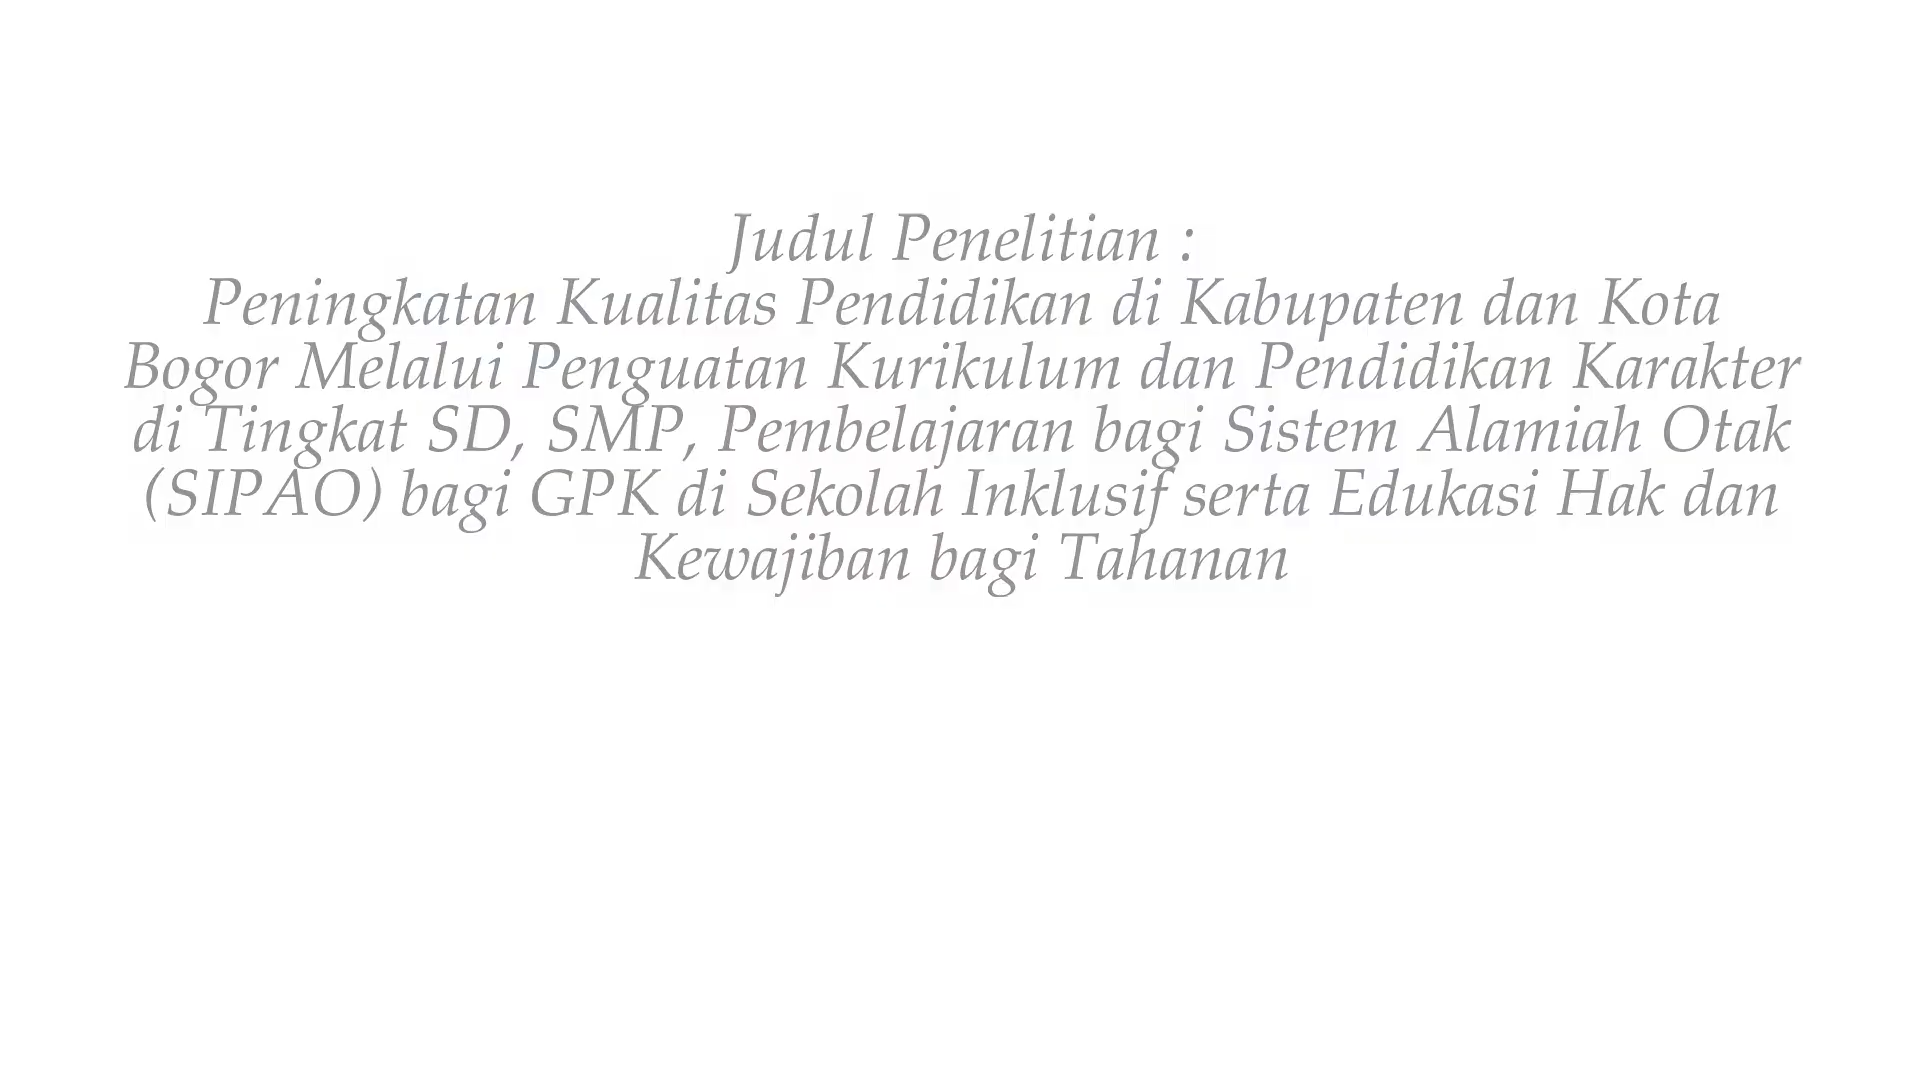 Judul Penelitian :
Peningkatan Kualitas Pendidikan di Kabupaten dan Kota
Bogor Melalui Penguatan Kurikulum dan Pendidikan Karakter
di Tingkat SD, SMP, Pembelajaran bagi Sistem Alamiah Otak
(SIPAO) bagi GPK di Sekolah Inklusif serta Edukasi Hak dan
Kewajiban bagi Tahanan